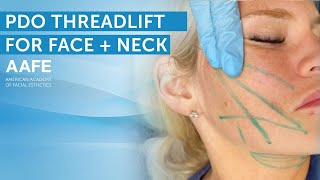 PDO THREADLIFT
FOR FACE + NECK
AAFE
AMERICAN ACADEMY
OF FACIAL ESTHETICS